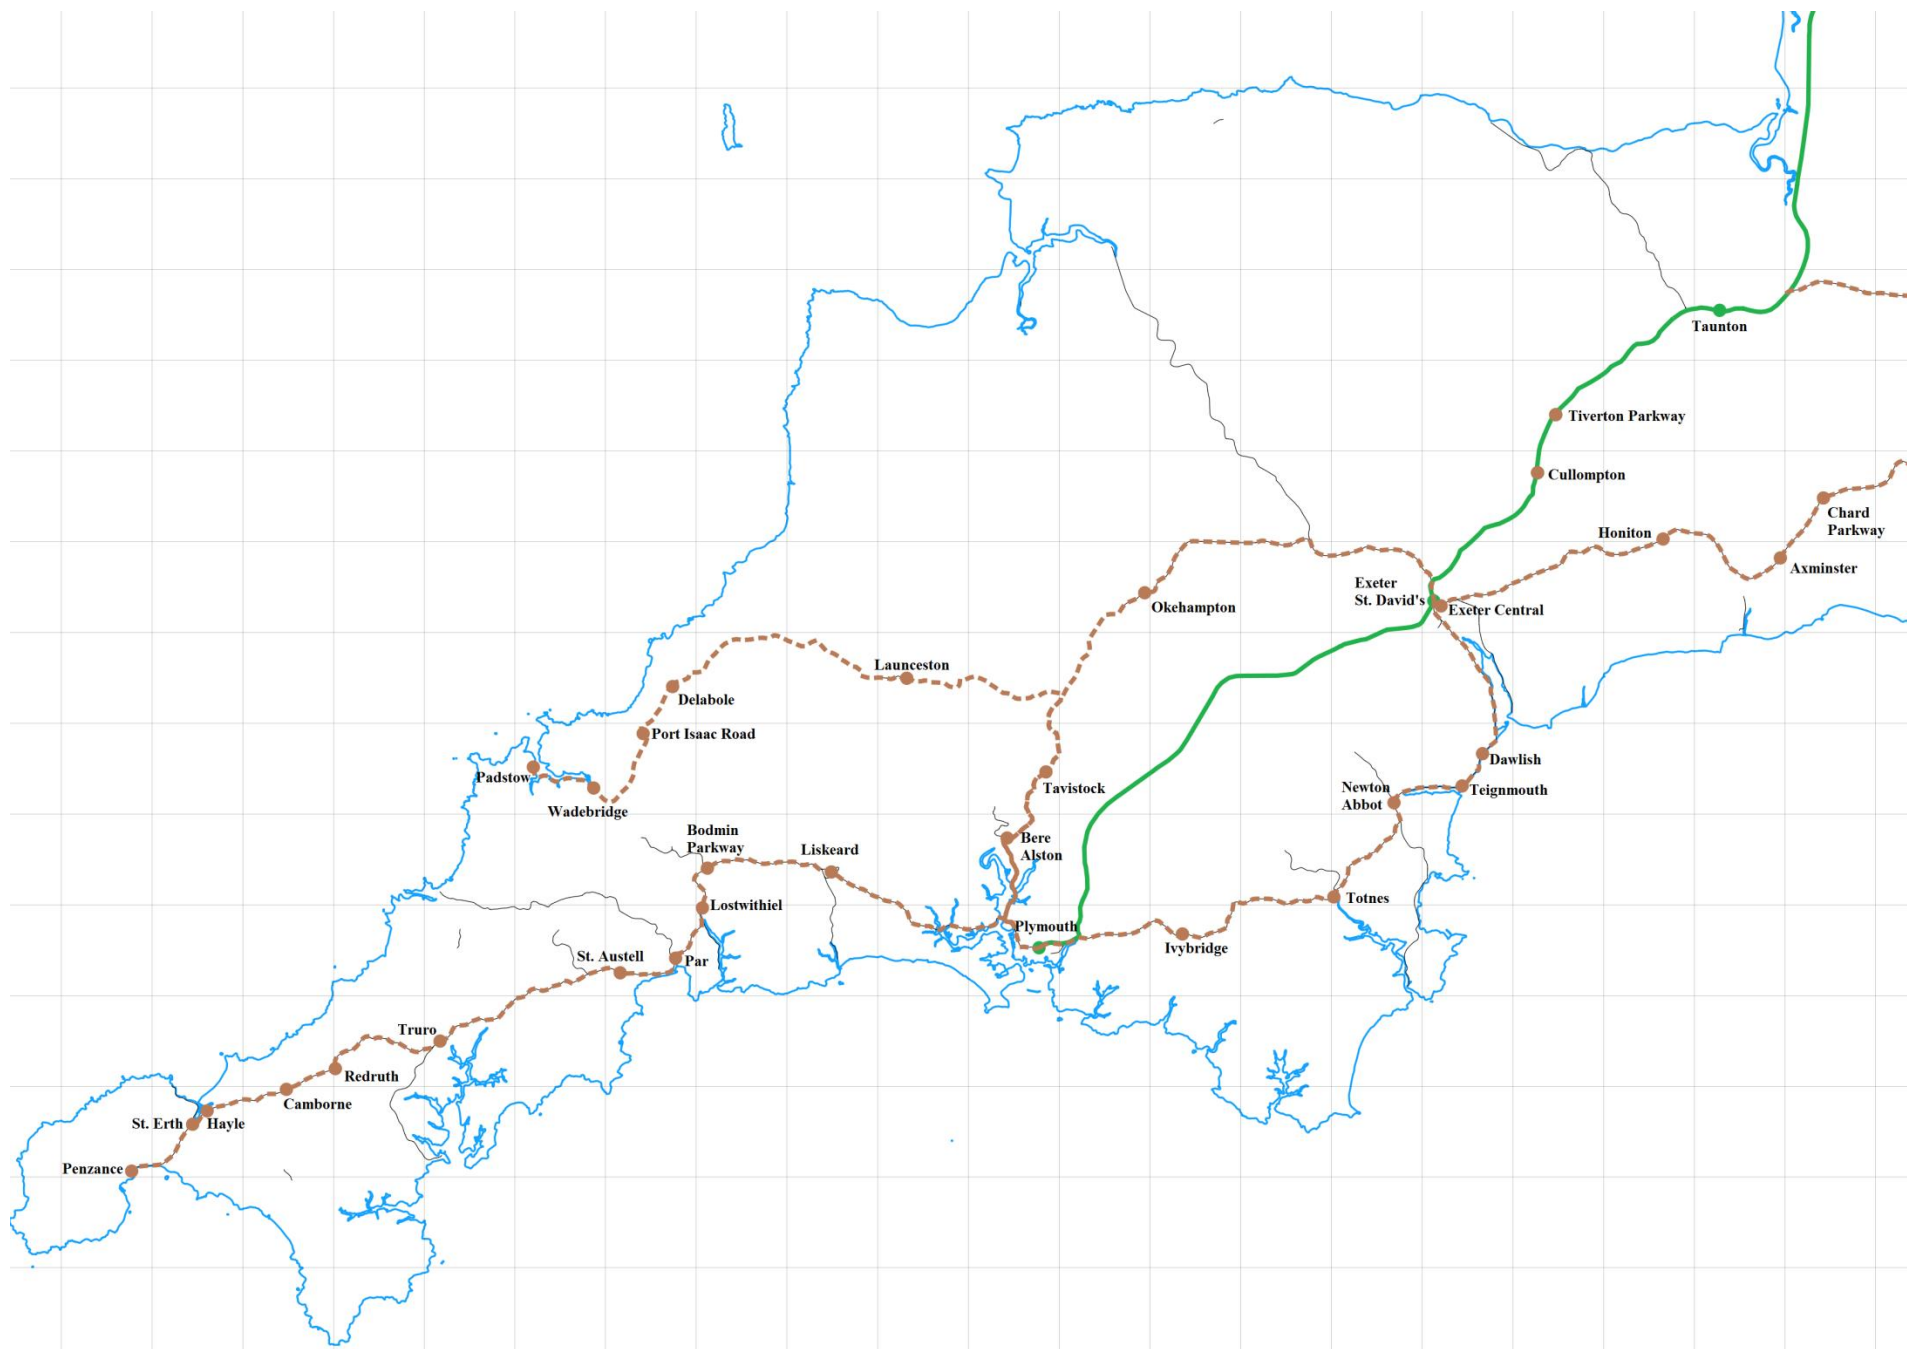 Taunton
Tiverton Parkway
Cullompton
Chard
Parkway
Honiton
Axminster
Exeter
St. David's
Exeter Central
Okehampton
Launceston
Delabole
Port Isaac Road
Padstow
Wadebridge
Tavistock
Dawlish
Newton
Abbot
Teignmouth
Bodmin
Parkway
Liskeard
Bere
Alston
Totnes
Lostwithiel
Plymouth
Ivybridge
St. Austell
Par
Truro
Redruth
Camborne
St. Erth
Hayle
Penzance